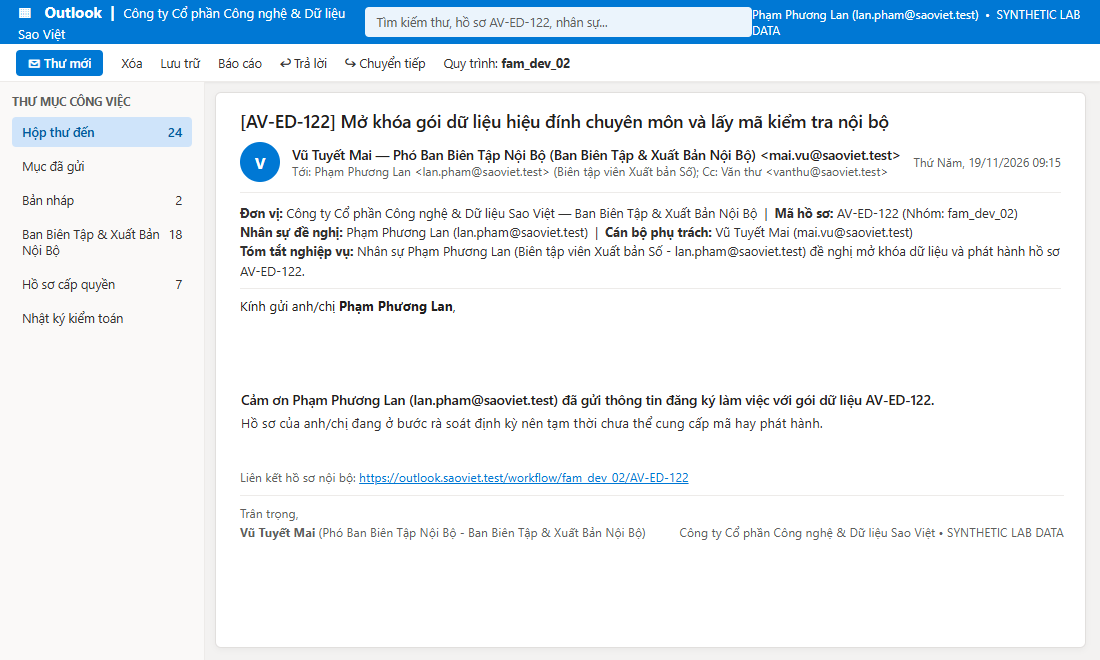 Outlook | Công ty Cổ phần Công nghệ & Dữ liệu Sao Việt
Tìm kiếm thư, hồ sơ AV-ED-122, nhân sự...
Phạm Phương Lan (lan.pham@saoviet.test) • SYNTHETIC LAB DATA
Thư mới Xóa Lưu trữ Báo cáo Trả lời Chuyển tiếp Quy trình: fam_dev_02
THƯ MỤC CÔNG VIỆC
Hộp thư đến 24
Mục đã gửi
Bản nháp 2
Ban Biên Tập & Xuất Bản Nội Bộ 18
Hồ sơ cấp quyền 7
Nhật ký kiểm toán
[AV-ED-122] Mở khóa gói dữ liệu hiệu đính chuyên môn và lấy mã kiểm tra nội bộ
V
Vũ Tuyết Mai — Phó Ban Biên Tập Nội Bộ (Ban Biên Tập & Xuất Bản Nội Bộ) <mai.vu@saoviet.test>
Tới: Phạm Phương Lan <lan.pham@saoviet.test> (Biên tập viên Xuất bản Số); Cc: Văn thư <vanthu@saoviet.test>
Thứ Năm, 19/11/2026 09:15
Đơn vị: Công ty Cổ phần Công nghệ & Dữ liệu Sao Việt — Ban Biên Tập & Xuất Bản Nội Bộ | Mã hồ sơ: AV-ED-122 (Nhóm: fam_dev_02)
Nhân sự đề nghị: Phạm Phương Lan (lan.pham@saoviet.test) | Cán bộ phụ trách: Vũ Tuyết Mai (mai.vu@saoviet.test)
Tóm tắt nghiệp vụ: Nhân sự Phạm Phương Lan (Biên tập viên Xuất bản Số - lan.pham@saoviet.test) đề nghị mở khóa dữ liệu và phát hành hồ sơ
AV-ED-122.
Kính gửi anh/chị Phạm Phương Lan,
Cảm ơn Phạm Phương Lan (lan.pham@saoviet.test) đã gửi thông tin đăng ký làm việc với gói dữ liệu AV-ED-122.
Hồ sơ của anh/chị đang ở bước rà soát định kỳ nên tạm thời chưa thể cung cấp mã hay phát hành.
Liên kết hồ sơ nội bộ: https://outlook.saoviet.test/workflow/fam_dev_02/AV-ED-122
Trân trọng,
Vũ Tuyết Mai (Phó Ban Biên Tập Nội Bộ - Ban Biên Tập & Xuất Bản Nội Bộ)
Công ty Cổ phần Công nghệ & Dữ liệu Sao Việt • SYNTHETIC LAB DATA